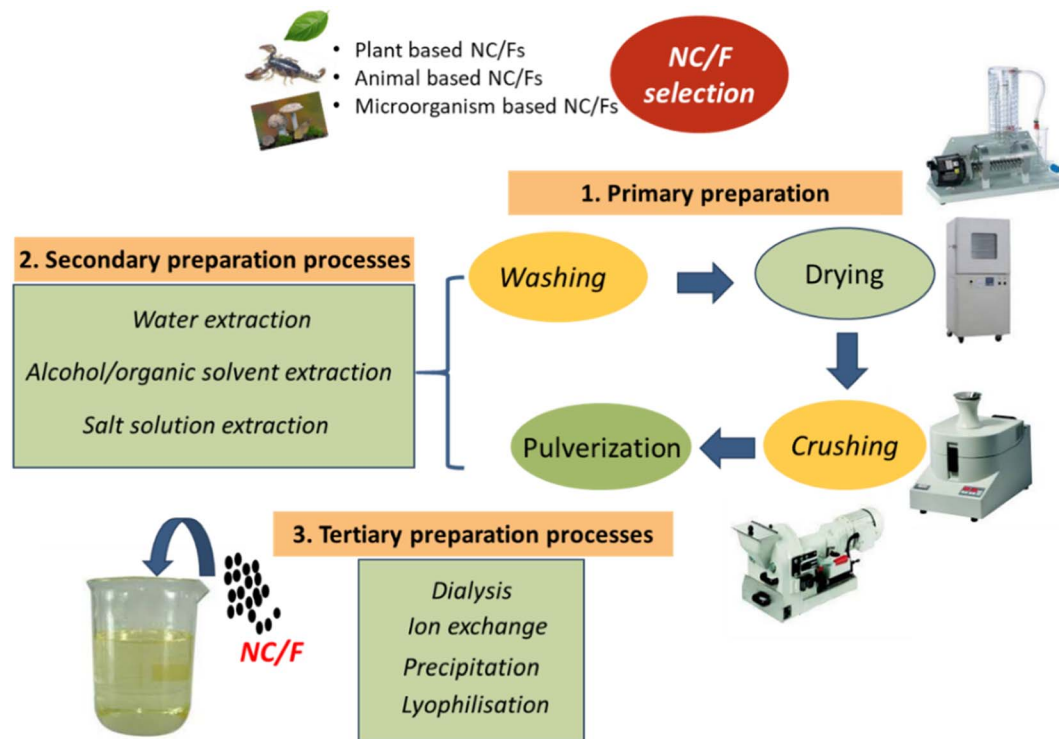 • Plant based NC/Fs
• Animal based NC/Fs
• Microorganism based NC/Fs
NC/F
selection
1. Primary preparation
2. Secondary preparation processes
Water extraction
Alcohol/organic solvent extraction
Salt solution extraction
Washing
Drying
Pulverization
Crushing
3. Tertiary preparation processes
NC/F
Dialysis
Ion exchange
Precipitation
Lyophilisation